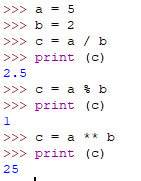 >>> a = 5
>>> b = 2
>>> c = a / b
>>> print (c)
2.5
>>> c = a % b
>>> print (c)
1
>>> c = a ** b
>>> print (c)
25